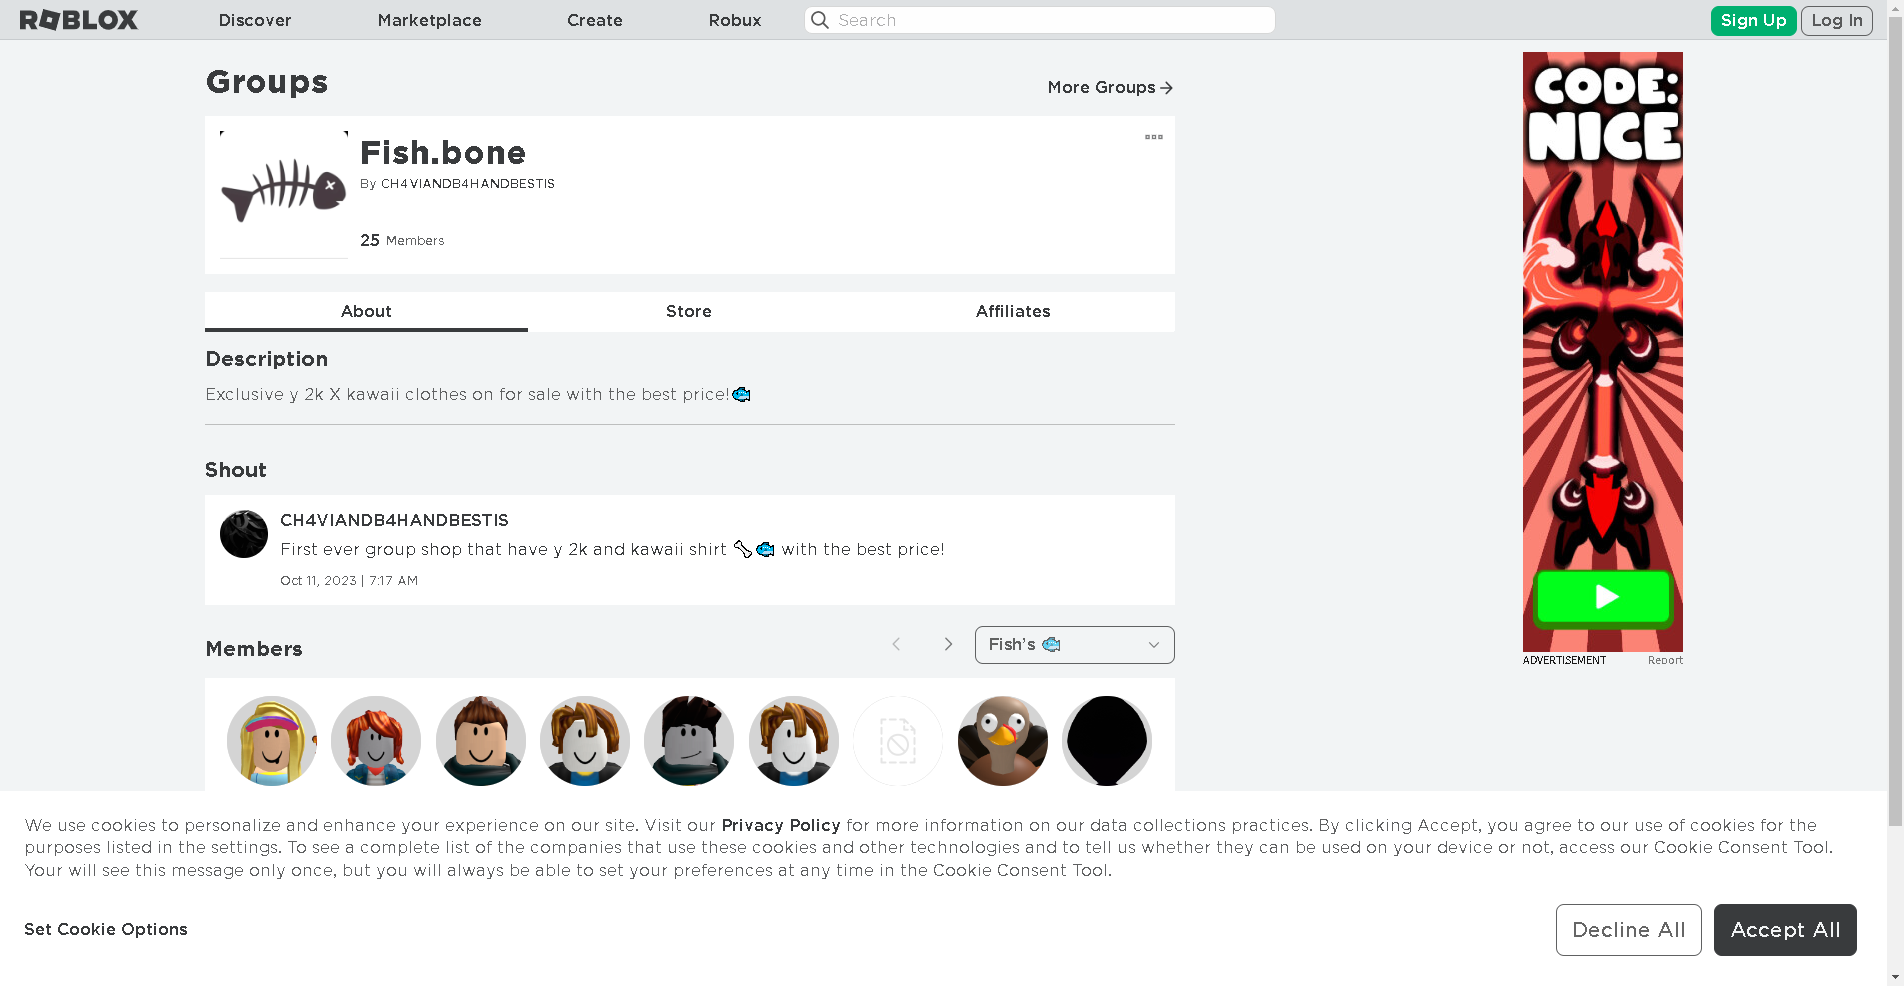 ROBLOX
Discover
Marketplace
Create
Robux
Search
Sign Up
Log In
Groups
More Groups
Fish.bone
By CH4VIANDB4HANDBESTIS
25 Members
About
Store
Affiliates
Description
Exclusive y 2k X kawaii clothes on for sale with the best price!🐟
Shout
CH4VIANDB4HANDBESTIS
First ever group shop that have y 2k and kawaii shirt 🦴🐟 with the best price!
Oct 11, 2023 | 7:17 AM
Members
Fish's 🐟
CODE:
NICE
ADVERTISEMENT
Report
We use cookies to personalize and enhance your experience on our site. Visit our Privacy Policy for more information on our data collections practices. By clicking Accept, you agree to our use of cookies for the
purposes listed in the settings. To see a complete list of the companies that use these cookies and other technologies and to tell us whether they can be used on your device or not, access our Cookie Consent Tool.
Your will see this message only once, but you will always be able to set your preferences at any time in the Cookie Consent Tool.
Set Cookie Options
Decline All
Accept All